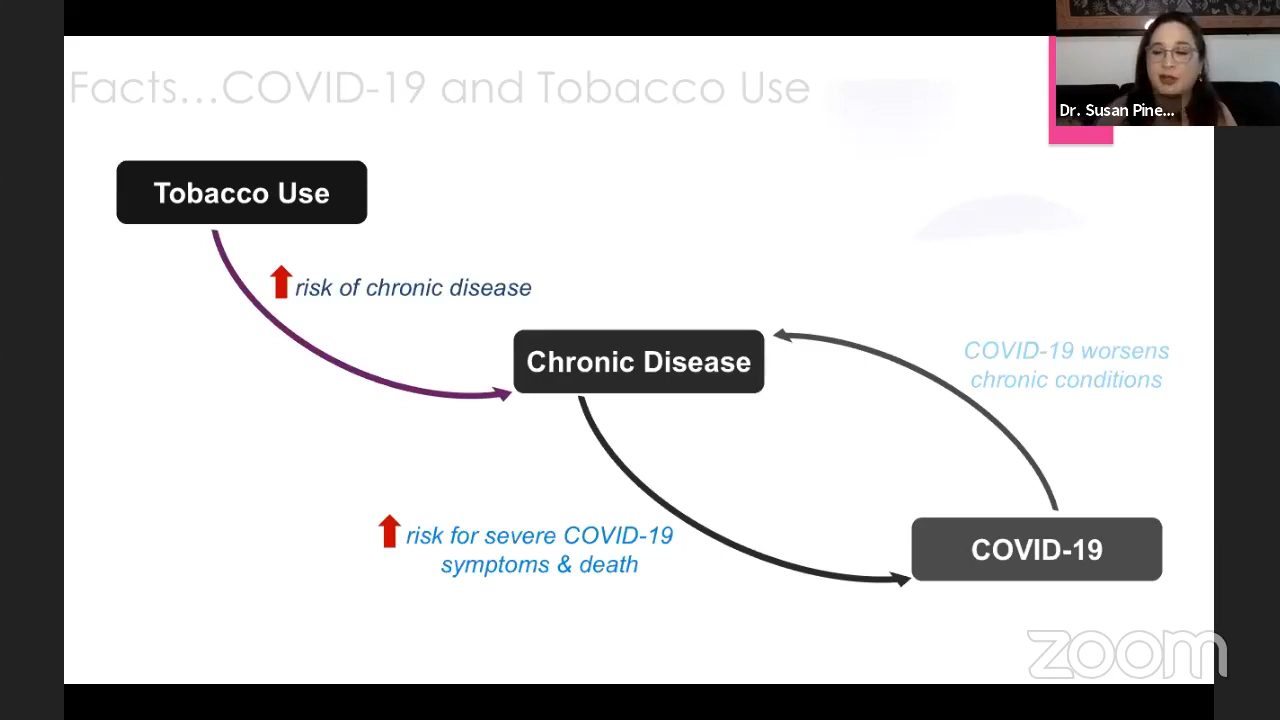 Facts...COVID-19 and Tobacco Use
Dr. Susan Pine...
Tobacco Use
risk of chronic disease
Chronic Disease
COVID-19 worsens
chronic conditions
risk for severe COVID-19
symptoms & death
COVID-19
zoom